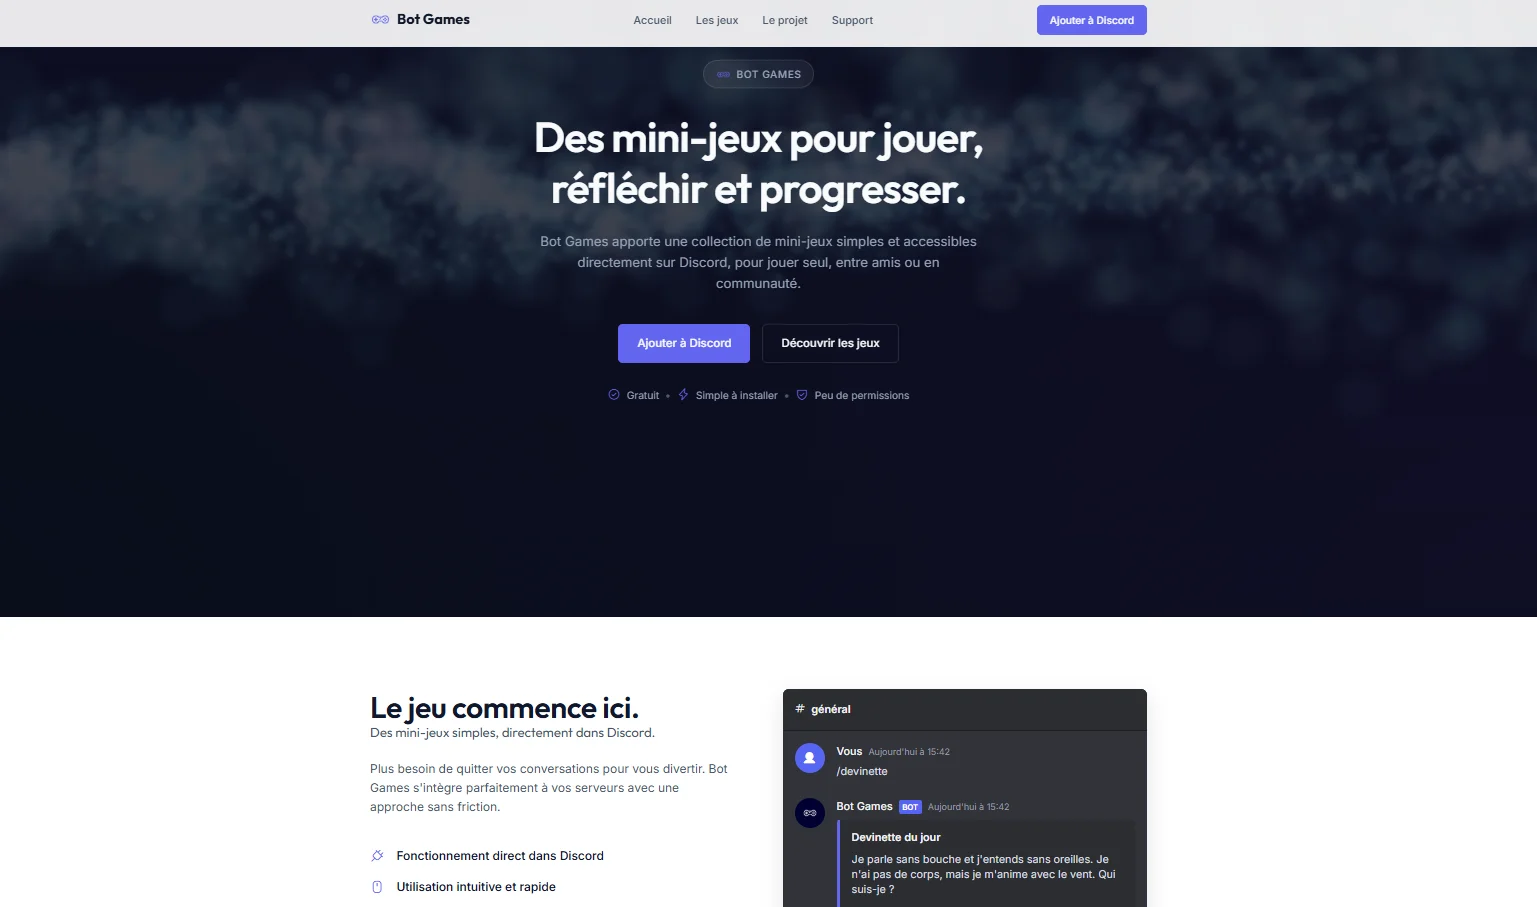 Bot Games
Accueil
Les jeux
Le projet
Support
Ajouter à Discord
BOT GAMES
Des mini-jeux pour jouer,
réfléchir et progresser.
Bot Games apporte une collection de mini-jeux simples et accessibles
directement sur Discord, pour jouer seul, entre amis ou en
communauté.
Ajouter à Discord
Découvrir les jeux
Gratuit • Simple à installer • Peu de permissions
Le jeu commence ici.
Des mini-jeux simples, directement dans Discord.
Plus besoin de quitter vos conversations pour vous divertir. Bot
Games s'intègre parfaitement à vos serveurs avec une
approche sans friction.
Fonctionnement direct dans Discord
Utilisation intuitive et rapide
# général
Vous Aujourd'hui à 15:42
/devinette
Bot Games BOT Aujourd'hui à 15:42
Devinette du jour
Je parle sans bouche et j'entends sans oreilles. Je
n'ai pas de corps, mais je m'anime avec le vent. Qui
suis-je ?